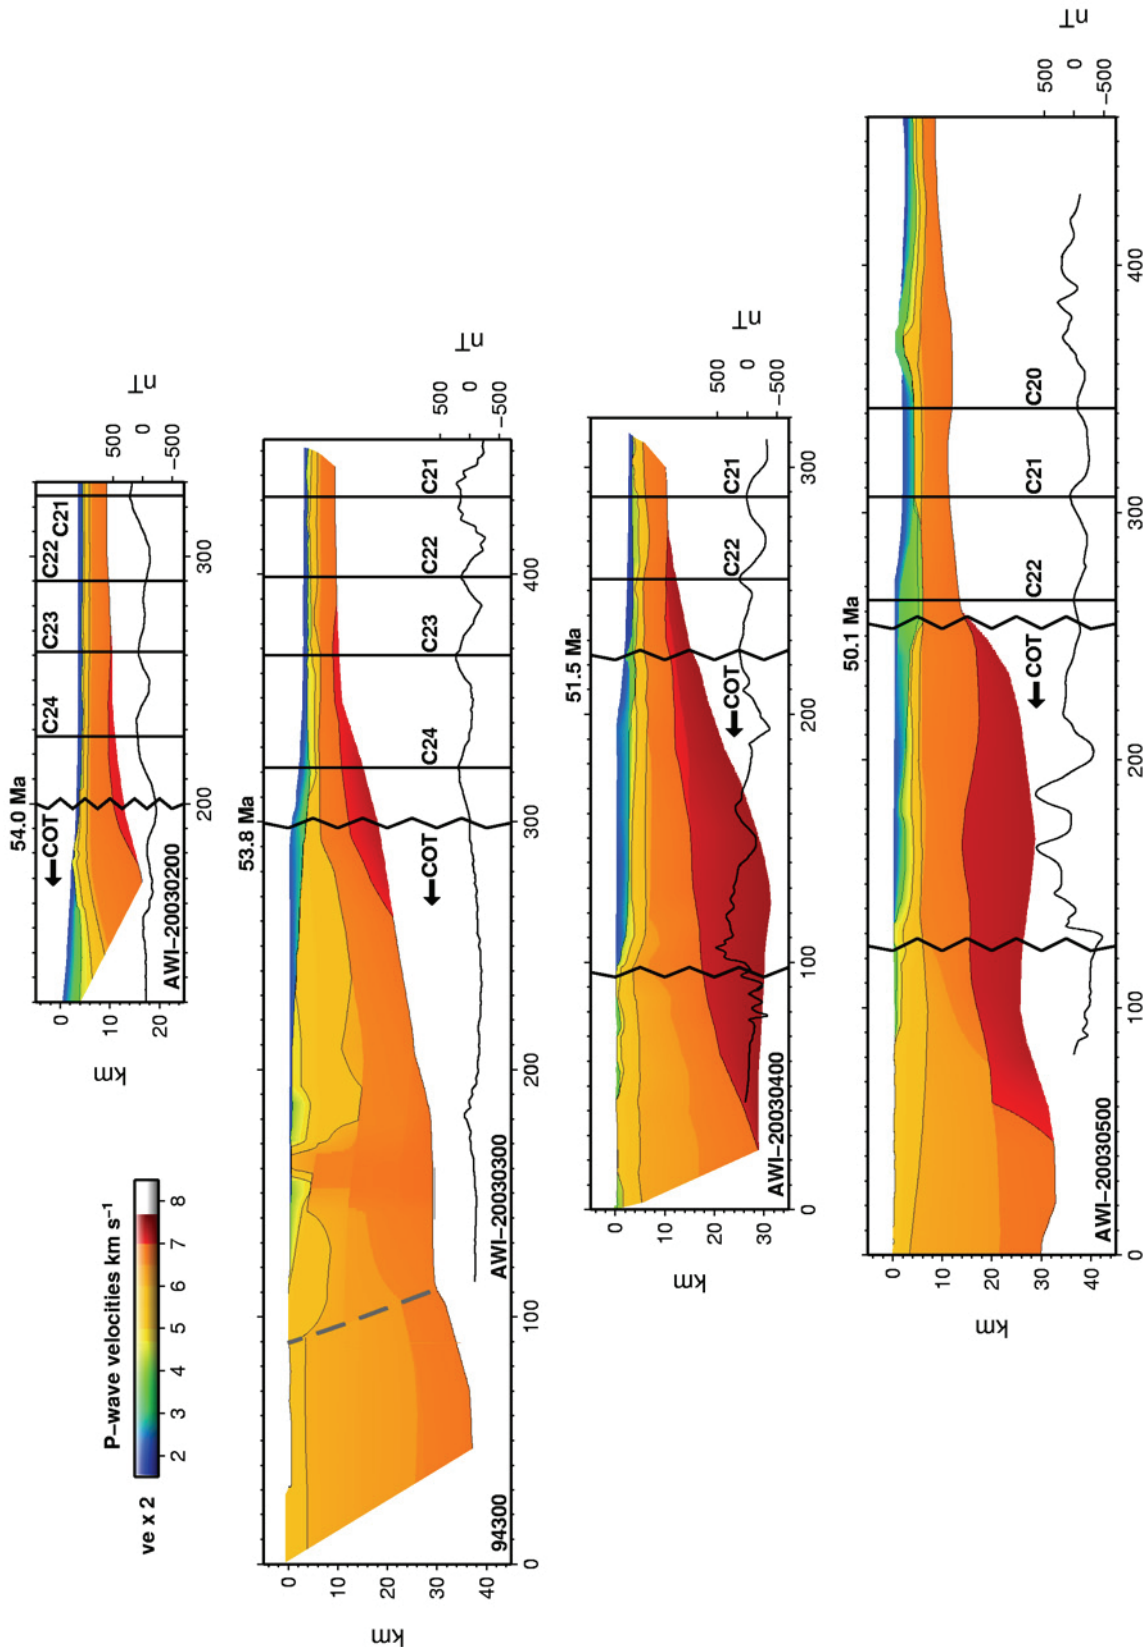 P-wave velocities km s⁻¹
ve x 2
2 3 4 5 6 7 8
54.0 Ma
COT
C24 C23 C22 C21
km
0
10
20
AWI-20030200
200 300
500
0
-500
nT
53.8 Ma
C24 C23 C22 C21
COT
km
0
10
20
30
40
94300 AWI-20030300
0 100 200 300 400
500
0
-500
nT
51.5 Ma
C22 C21
COT
km
0
10
20
30
AWI-20030400
0 100 200 300
500
0
-500
nT
50.1 Ma
C22 C21 C20
COT
km
0
10
20
30
40
AWI-20030500
0 100 200 300 400
500
0
-500
nT